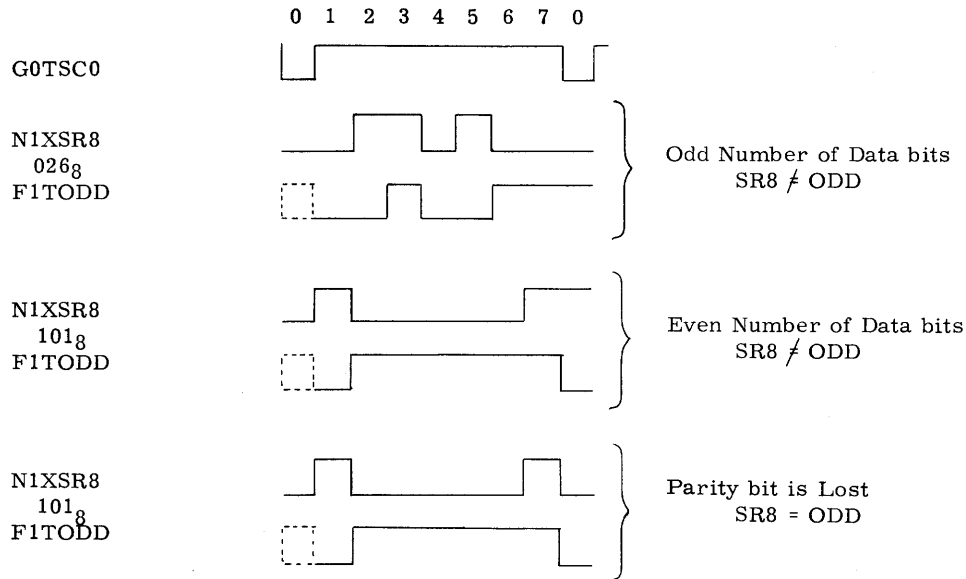 0 1 2 3 4 5 6 7 0
G0TSC0
N1XSR8
026₈
F1TODD
Odd Number of Data bits
SR8 ≠ ODD
N1XSR8
101₈
F1TODD
Even Number of Data bits
SR8 ≠ ODD
N1XSR8
101₈
F1TODD
Parity bit is Lost
SR8 = ODD